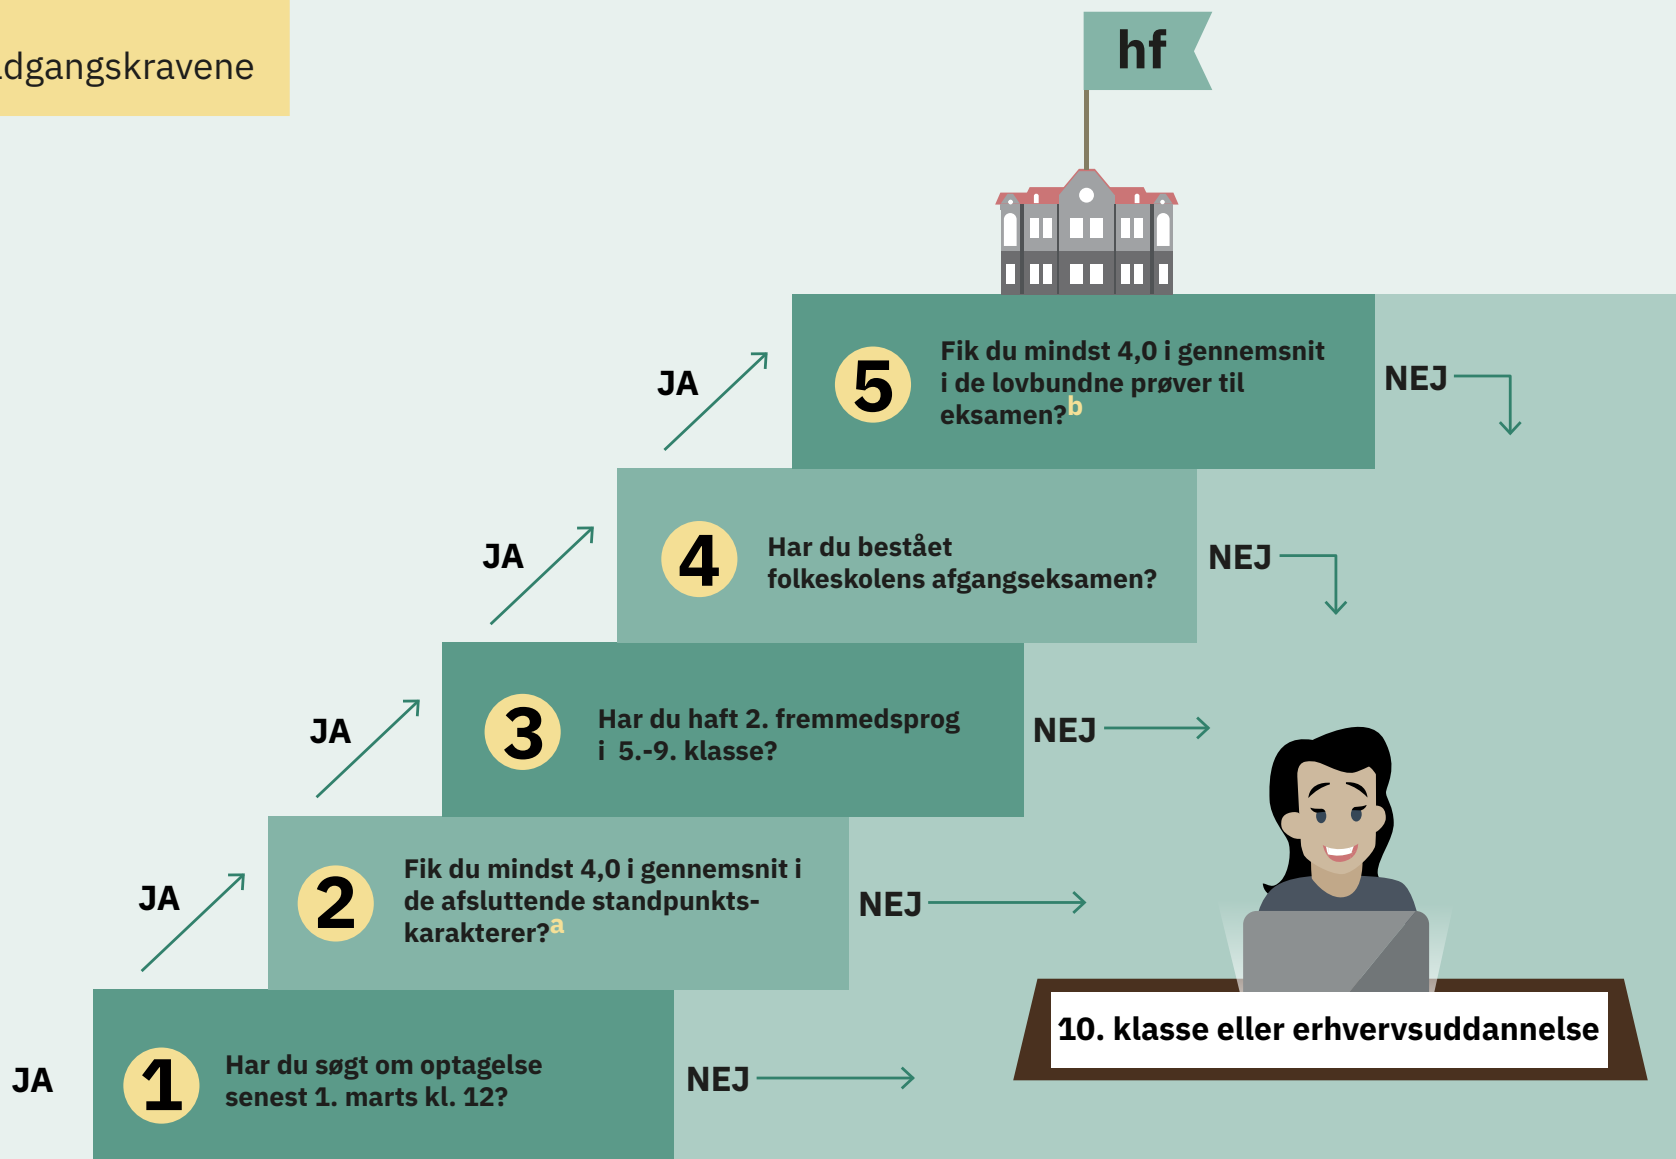 dgangskravene
hf
JA
5
Fik du mindst 4,0 i gennemsnit
i de lovbundne prøver til
eksamen?b
NEJ
JA
4
Har du bestået
folkeskolens afgangseksamen?
NEJ
JA
3
Har du haft 2. fremmedsprog
i 5.-9. klasse?
NEJ
JA
2
Fik du mindst 4,0 i gennemsnit i
de afsluttende standpunkts-
karakterer?a
NEJ
JA
1
Har du søgt om optagelse
senest 1. marts kl. 12?
NEJ
10. klasse eller erhvervsuddannelse